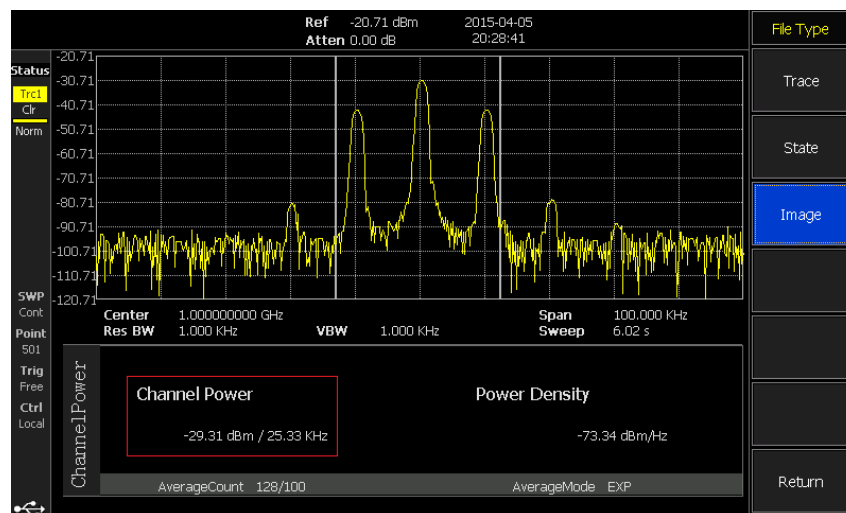 Ref -20.71 dBm 2015-04-05
Atten 0.00 dB 20:28:41
File Type
Status
Trc1
Clr
Norm
SWP
Cont
Point
501
Trig
Free
Ctrl
Local
-20.71
-30.71
-40.71
-50.71
-60.71
-70.71
-80.71
-90.71
-100.71
-110.71
-120.71
Center 1.000000000 GHz Span 100.000 KHz
Res BW 1.000 KHz VBW 1.000 KHz Sweep 6.02 s
ChannelPower
Channel Power Power Density
-29.31 dBm / 25.33 KHz -73.34 dBm/Hz
AverageCount 128/100 AverageMode EXP
Trace
State
Image
Return